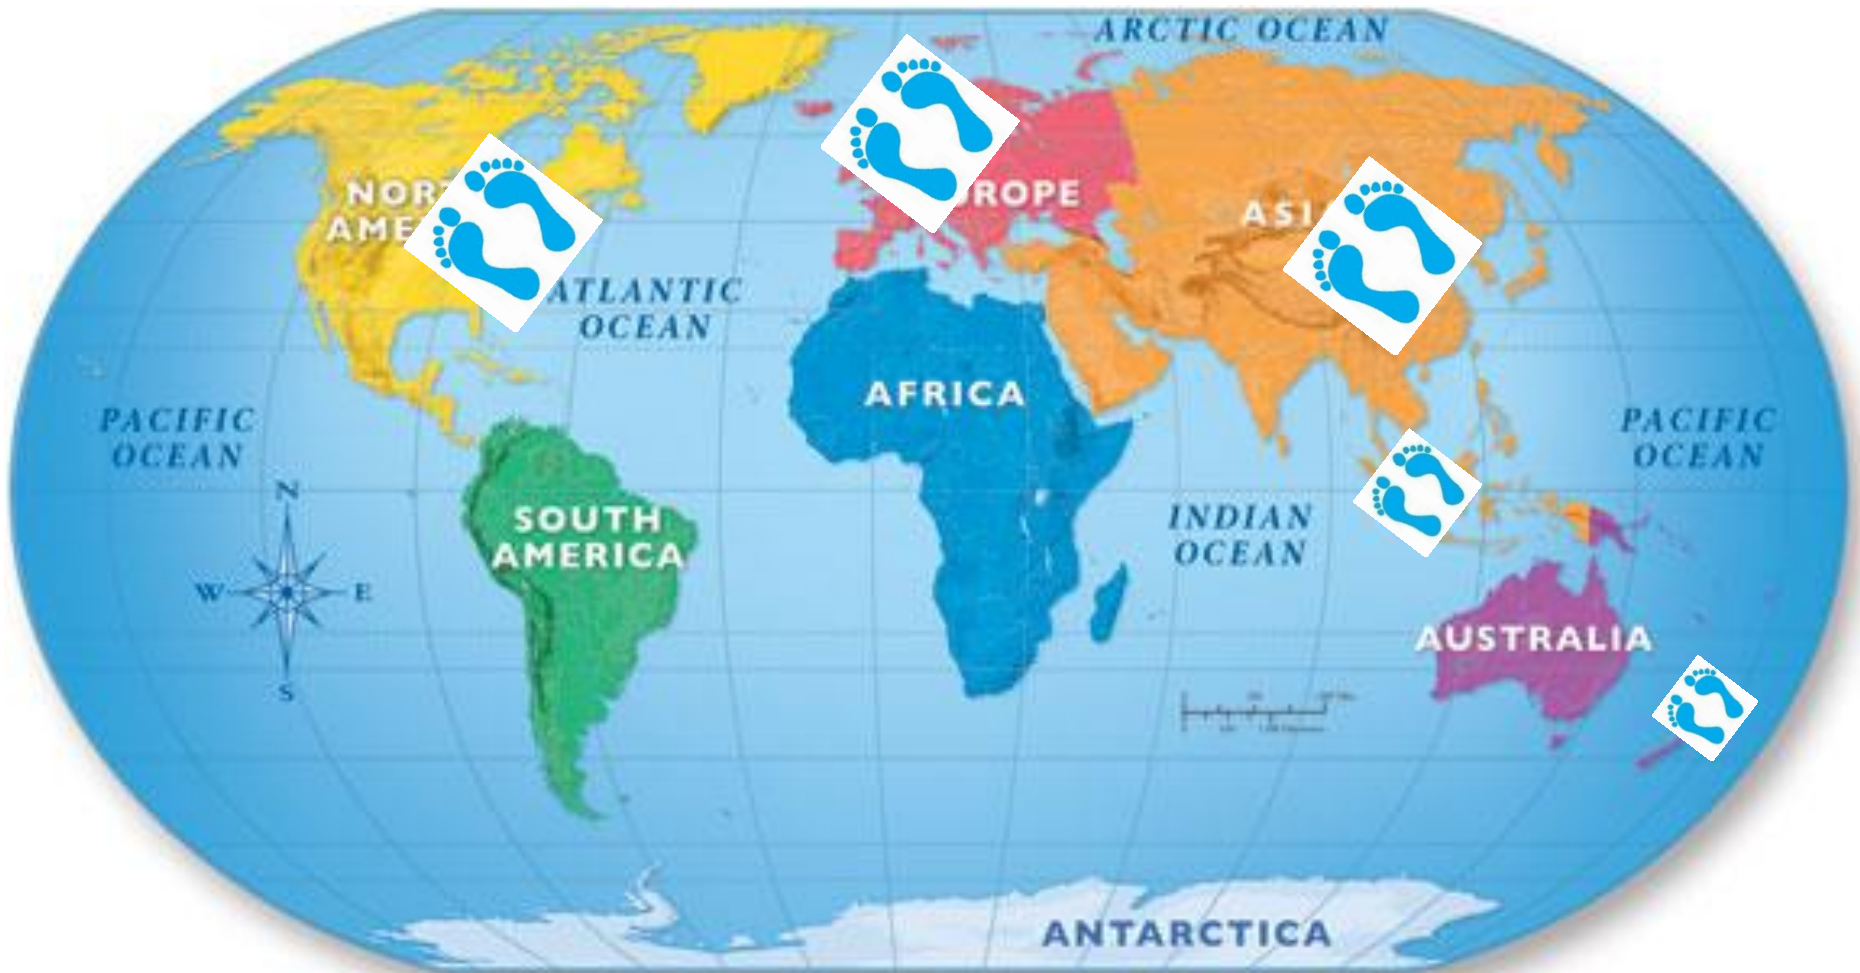 ARCTIC OCEAN
NOR
AME
ROPE
ASI
ATLANTIC
OCEAN
AFRICA
PACIFIC
OCEAN
PACIFIC
OCEAN
N
W
E
S
SOUTH
AMERICA
INDIAN
OCEAN
AUSTRALIA
ANTARCTICA